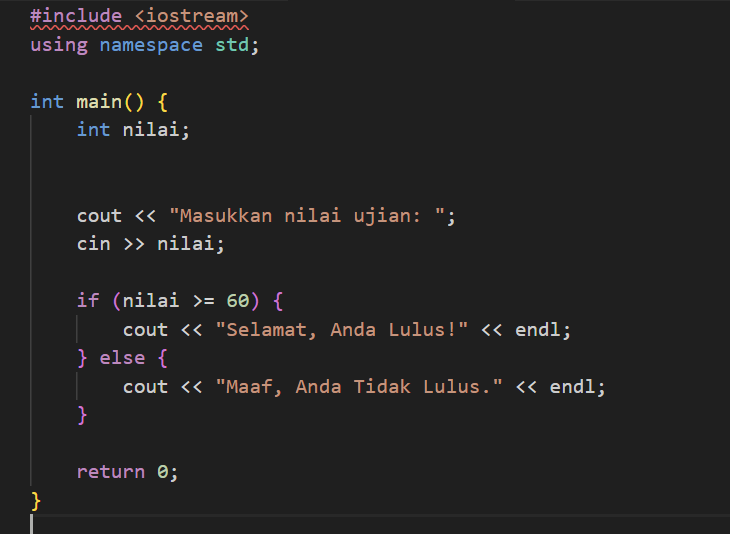 #include <iostream>
using namespace std;
int main() {
int nilai;
cout << "Masukkan nilai ujian: ";
cin >> nilai;
if (nilai >= 60) {
cout << "Selamat, Anda Lulus!" << endl;
} else {
cout << "Maaf, Anda Tidak Lulus." << endl;
}
return 0;
}